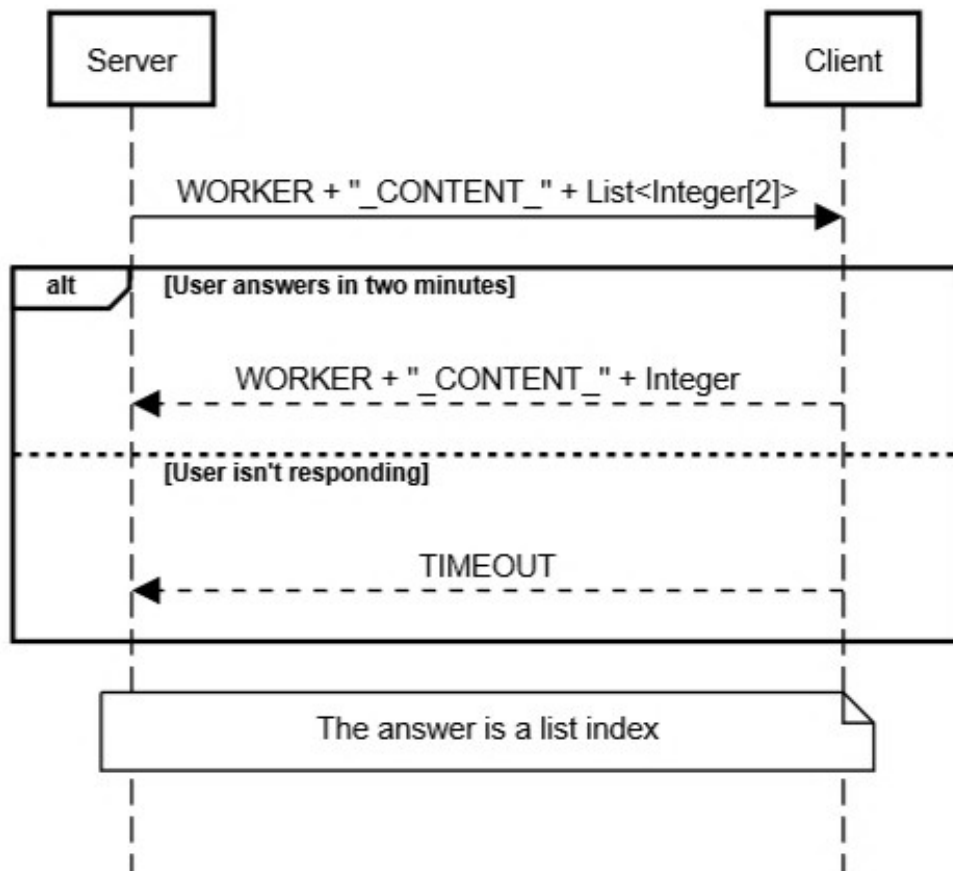 Server
Client
WORKER + "_CONTENT_" + List<Integer[2]>
alt
[User answers in two minutes]
WORKER + "_CONTENT_" + Integer
[User isn't responding]
TIMEOUT
The answer is a list index